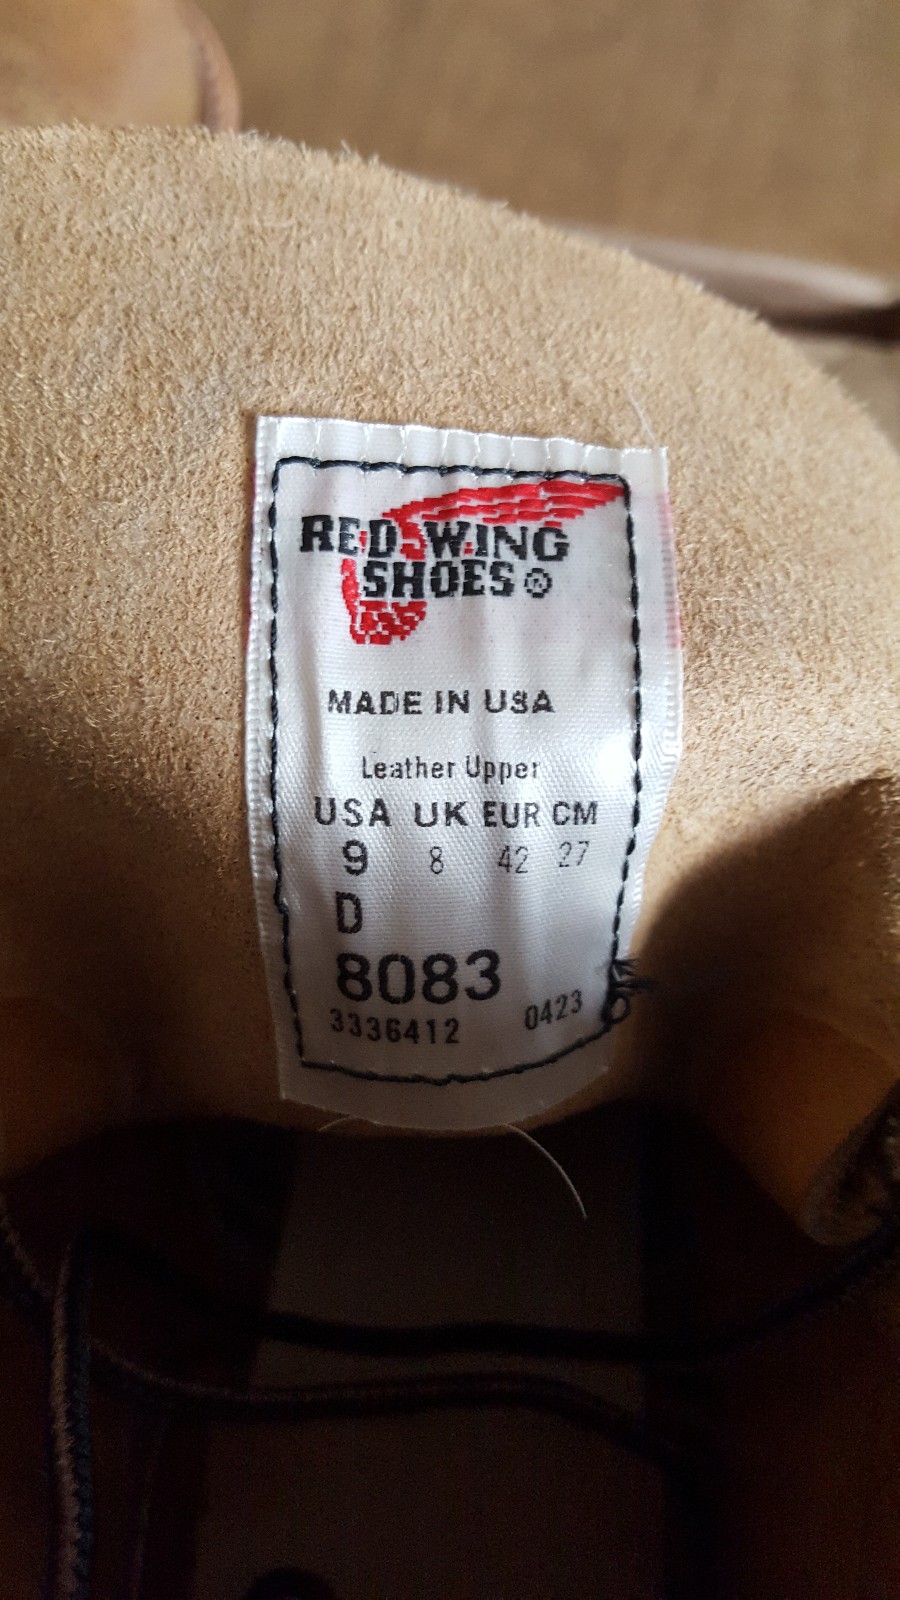 RED WING
SHOES®
MADE IN USA
Leather Upper
USA UK EUR CM
9 8 42 27
D
8083
3336412 0423